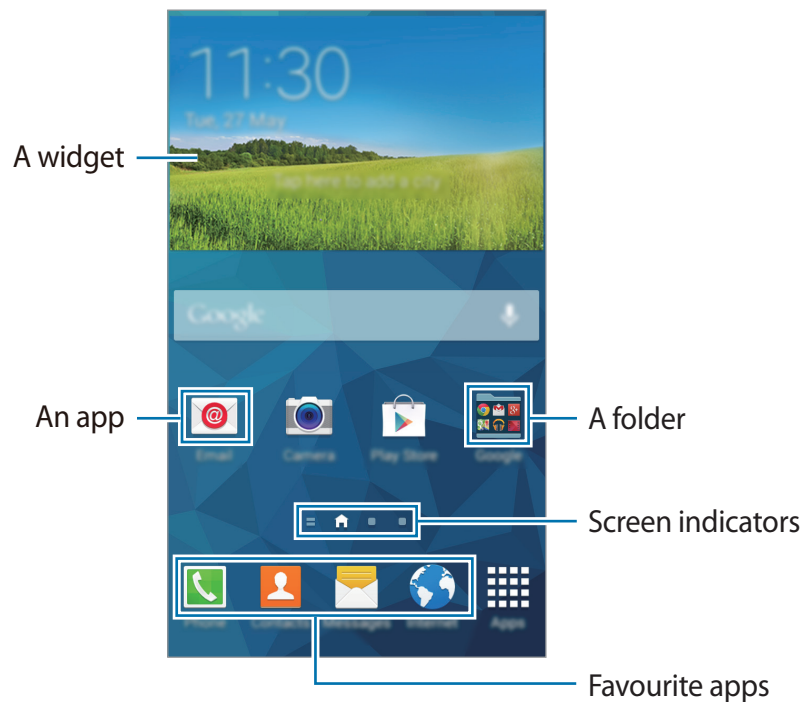 11:30
Tue, 27 May
A widget
Tap here to add a city
Google
An app
A folder
Email
Camera
Play Store
Google
Screen indicators
Phone
Contacts
Messages
Internet
Apps
Favourite apps